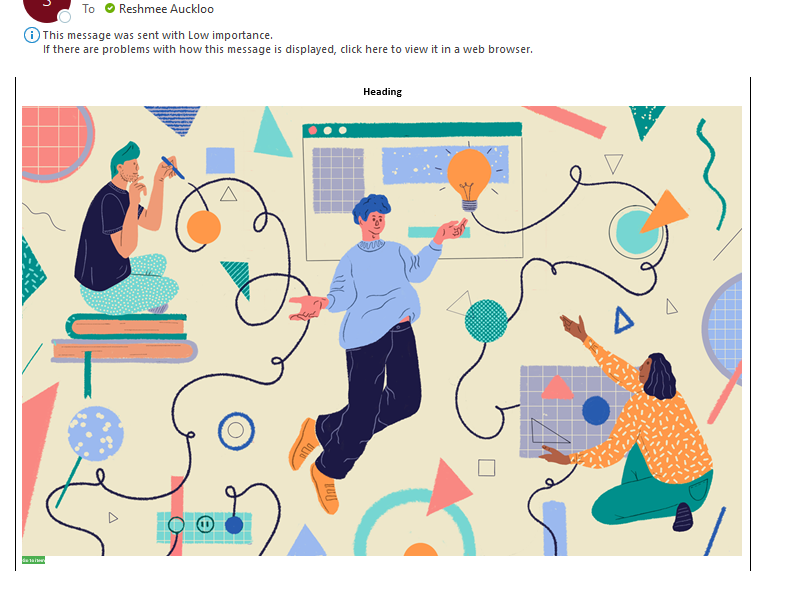 S
To Reshmee Auckloo
This message was sent with Low importance.
If there are problems with how this message is displayed, click here to view it in a web browser.
Heading